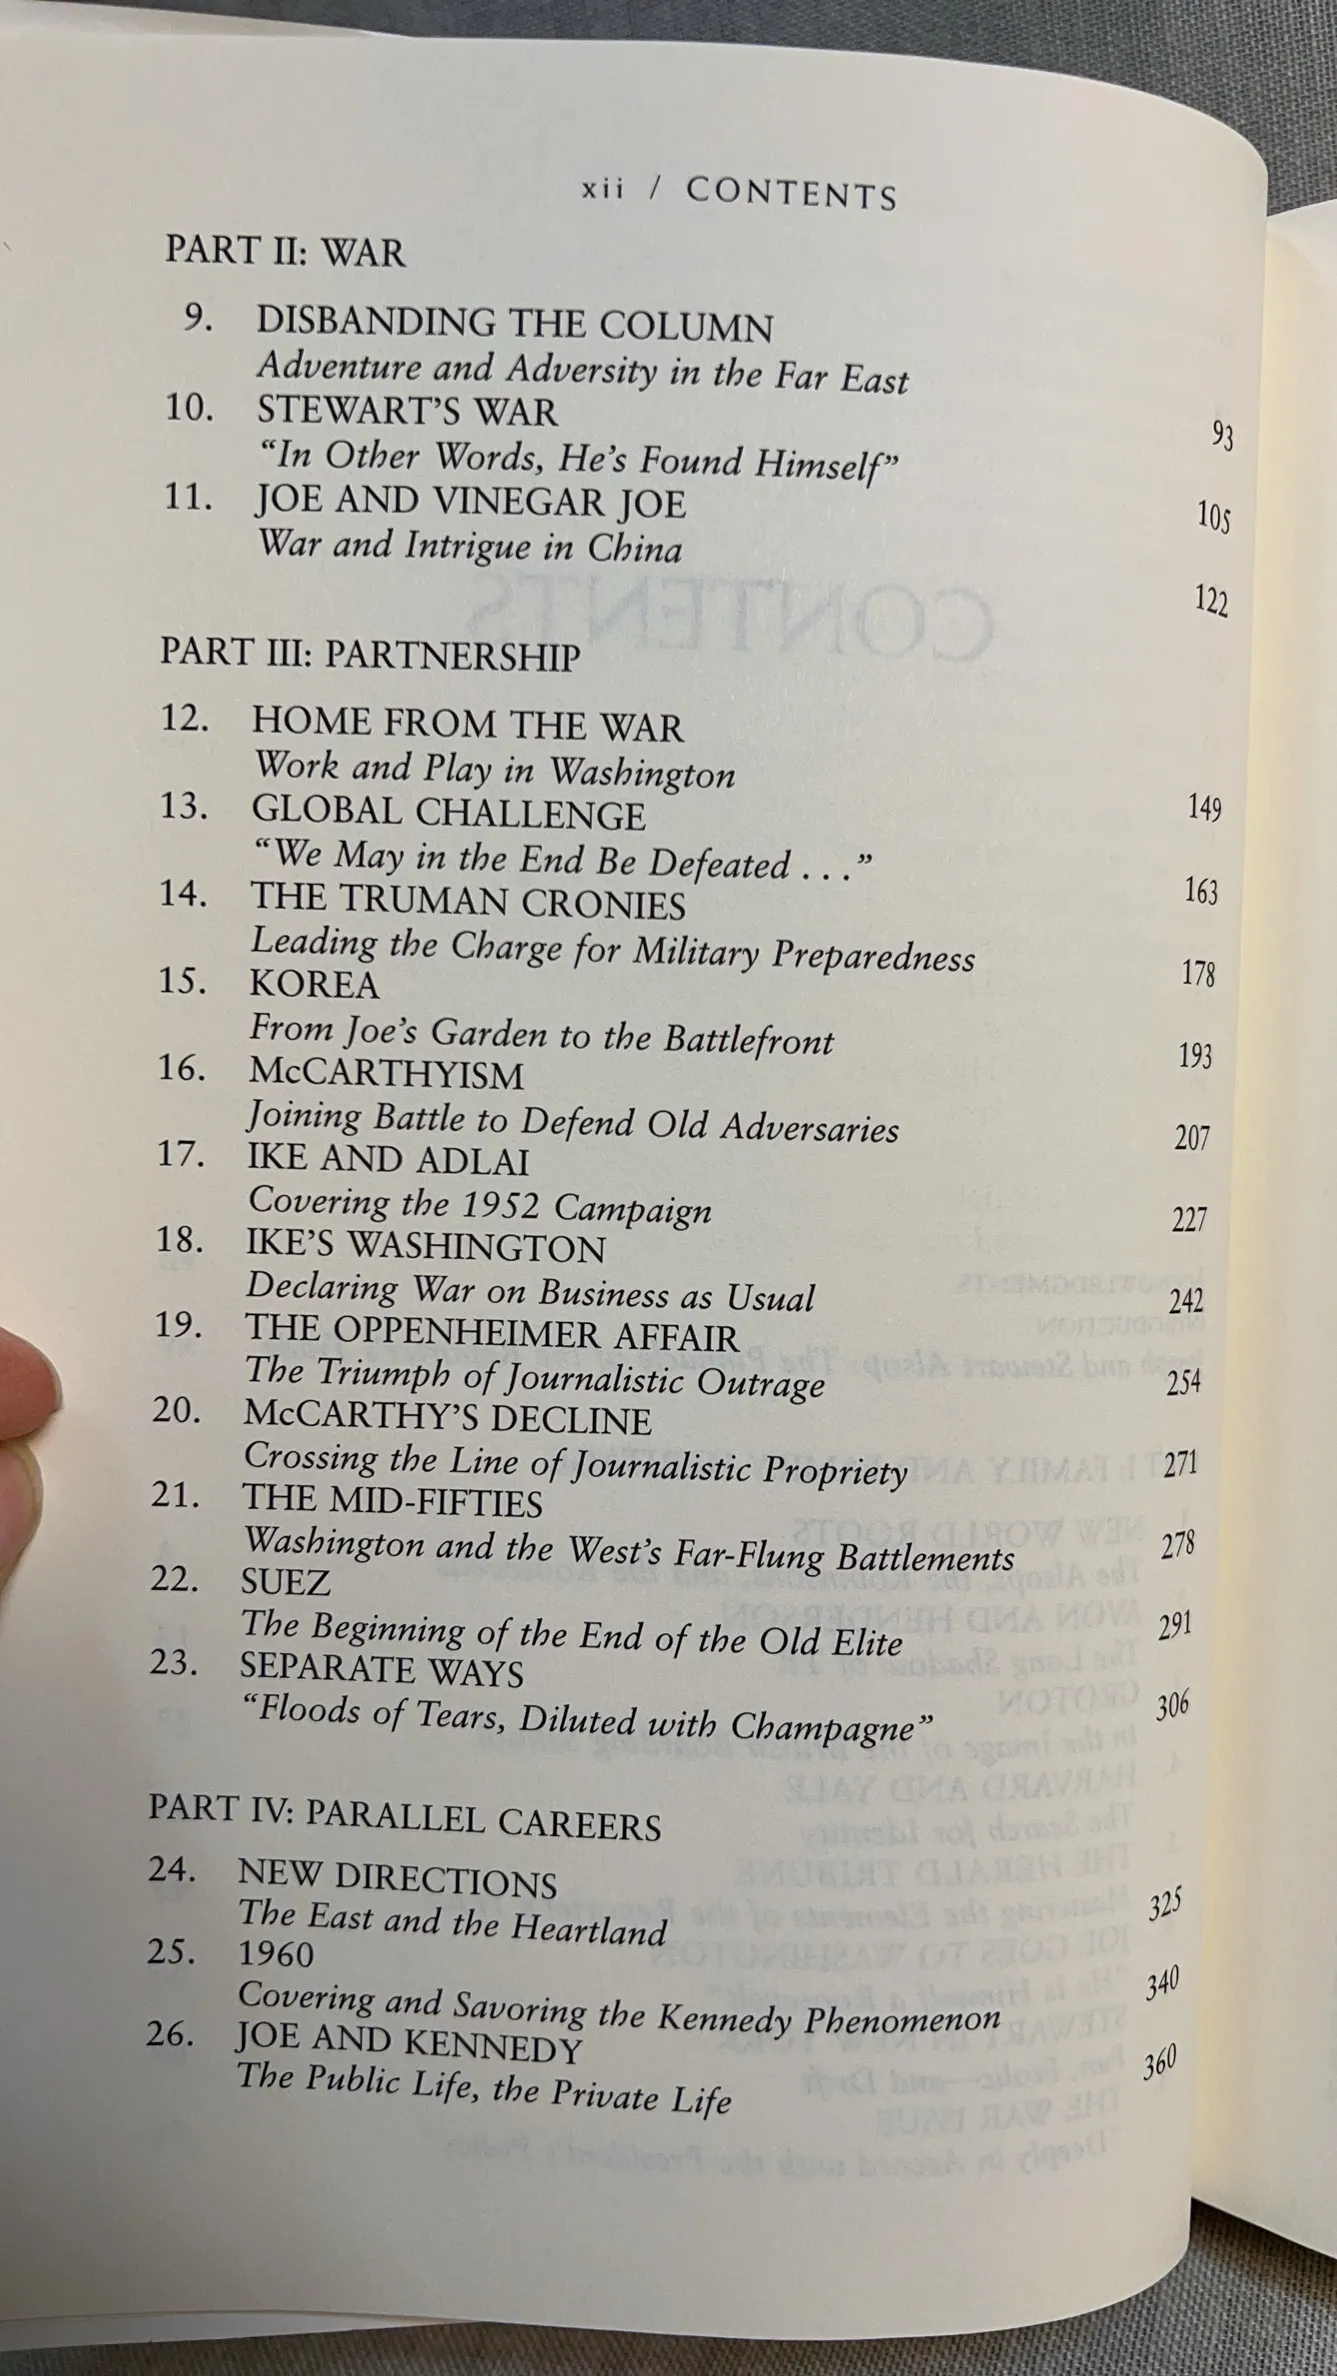 xii / CONTENTS
PART II: WAR
9. DISBANDING THE COLUMN
Adventure and Adversity in the Far East 93
10. STEWART'S WAR
“In Other Words, He's Found Himself” 105
11. JOE AND VINEGAR JOE
War and Intrigue in China 122
PART III: PARTNERSHIP
12. HOME FROM THE WAR
Work and Play in Washington 149
13. GLOBAL CHALLENGE
“We May in the End Be Defeated . . .” 163
14. THE TRUMAN CRONIES
Leading the Charge for Military Preparedness 178
15. KOREA
From Joe's Garden to the Battlefront 193
16. McCARTHYISM
Joining Battle to Defend Old Adversaries 207
17. IKE AND ADLAI
Covering the 1952 Campaign 227
18. IKE'S WASHINGTON
Declaring War on Business as Usual 242
19. THE OPPENHEIMER AFFAIR
The Triumph of Journalistic Outrage 254
20. McCARTHY'S DECLINE
Crossing the Line of Journalistic Propriety 271
21. THE MID-FIFTIES
Washington and the West's Far-Flung Battlements 278
22. SUEZ
The Beginning of the End of the Old Elite 291
23. SEPARATE WAYS
“Floods of Tears, Diluted with Champagne” 306
PART IV: PARALLEL CAREERS
24. NEW DIRECTIONS
The East and the Heartland 325
25. 1960
Covering and Savoring the Kennedy Phenomenon 340
26. JOE AND KENNEDY
The Public Life, the Private Life 360